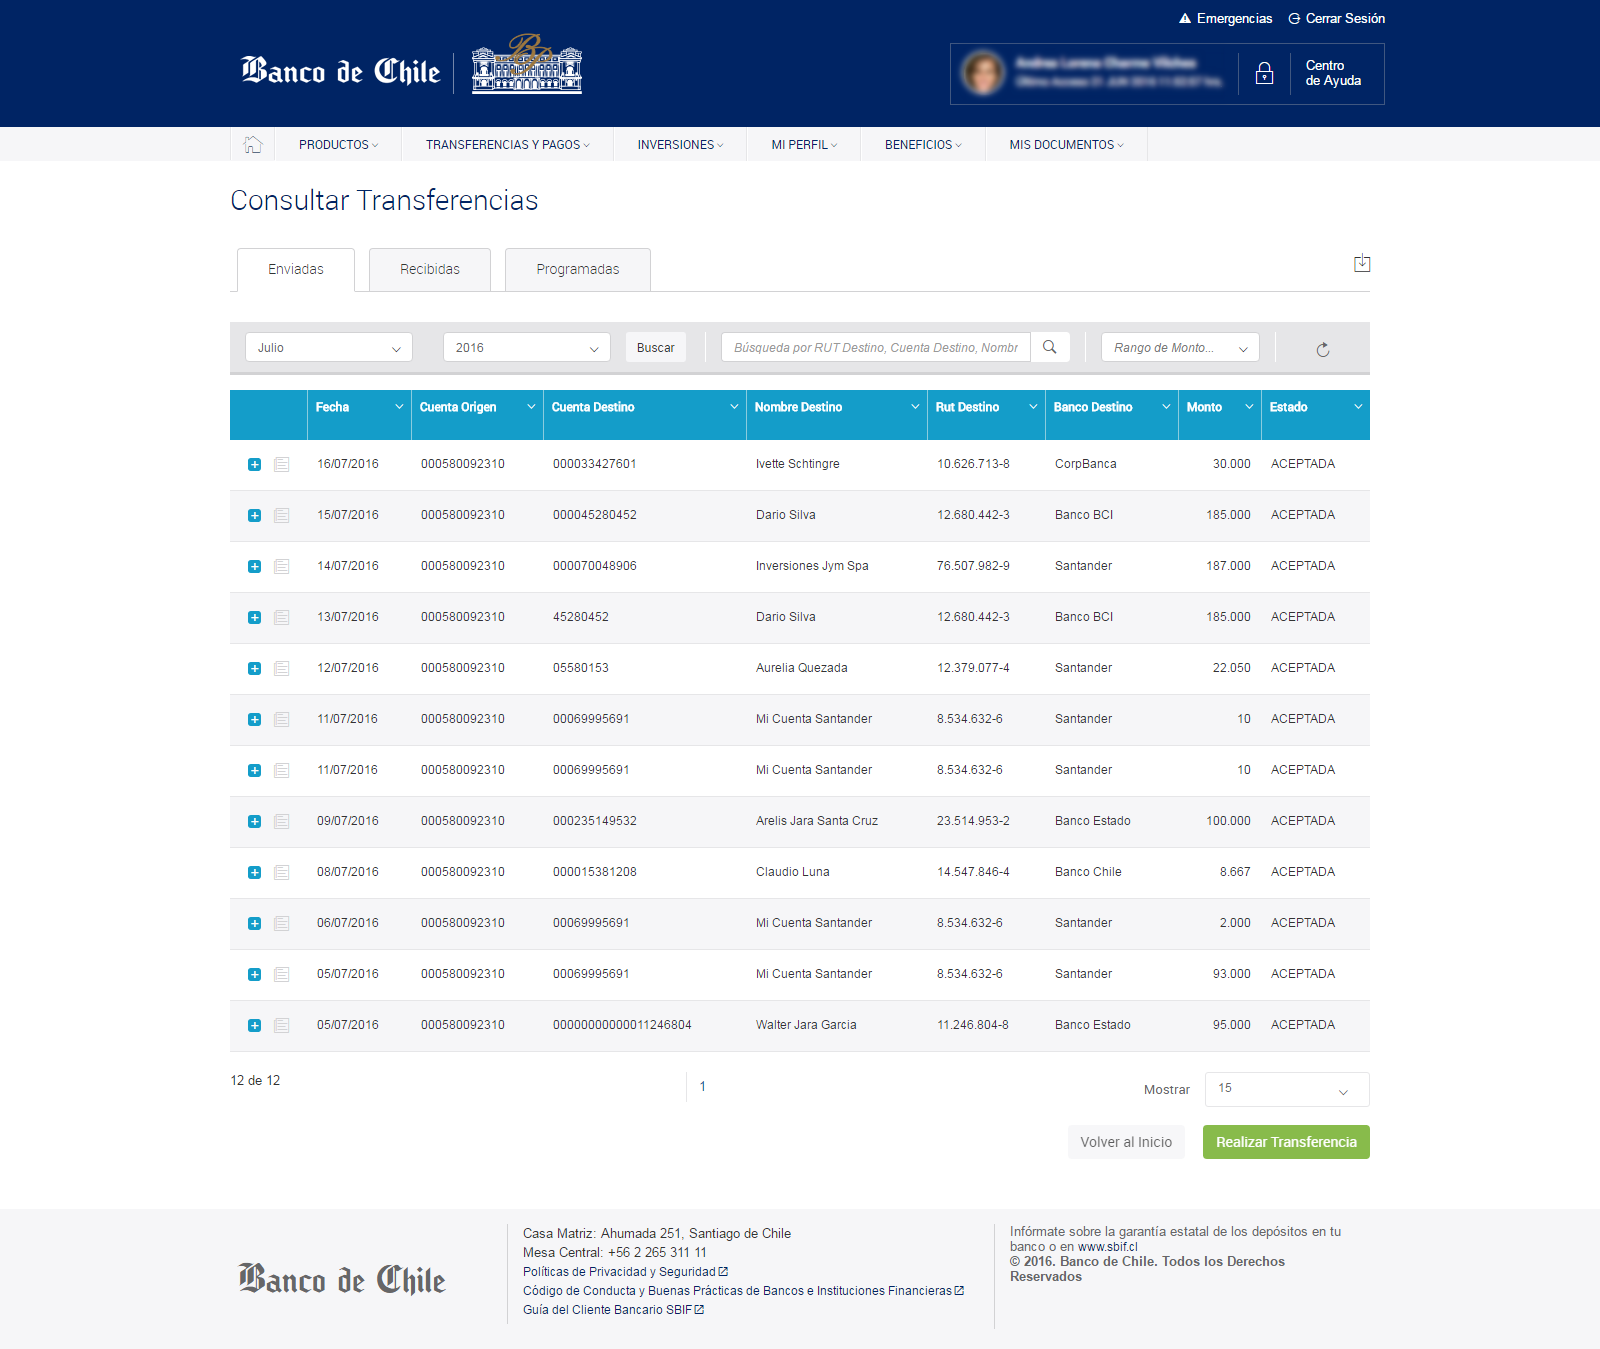 Emergencias Cerrar Sesión
Banco de Chile
Centro
de Ayuda
PRODUCTOS TRANSFERENCIAS Y PAGOS INVERSIONES MI PERFIL BENEFICIOS MIS DOCUMENTOS
Consultar Transferencias
Enviadas Recibidas Programadas
Julio 2016 Buscar Búsqueda por RUT Destino, Cuenta Destino, Nombr Rango de Monto...
Fecha Cuenta Origen Cuenta Destino Nombre Destino Rut Destino Banco Destino Monto Estado
16/07/2016 000580092310 000033427601 Ivette Schtingre 10.626.713-8 CorpBanca 30.000 ACEPTADA
15/07/2016 000580092310 000045280452 Dario Silva 12.680.442-3 Banco BCI 185.000 ACEPTADA
14/07/2016 000580092310 000070048906 Inversiones Jym Spa 76.507.982-9 Santander 187.000 ACEPTADA
13/07/2016 000580092310 45280452 Dario Silva 12.680.442-3 Banco BCI 185.000 ACEPTADA
12/07/2016 000580092310 05580153 Aurelia Quezada 12.379.077-4 Santander 22.050 ACEPTADA
11/07/2016 000580092310 00069995691 Mi Cuenta Santander 8.534.632-6 Santander 10 ACEPTADA
11/07/2016 000580092310 00069995691 Mi Cuenta Santander 8.534.632-6 Santander 10 ACEPTADA
09/07/2016 000580092310 000235149532 Arelis Jara Santa Cruz 23.514.953-2 Banco Estado 100.000 ACEPTADA
08/07/2016 000580092310 000015381208 Claudio Luna 14.547.846-4 Banco Chile 8.667 ACEPTADA
06/07/2016 000580092310 00069995691 Mi Cuenta Santander 8.534.632-6 Santander 2.000 ACEPTADA
05/07/2016 000580092310 00069995691 Mi Cuenta Santander 8.534.632-6 Santander 93.000 ACEPTADA
05/07/2016 000580092310 00000000000011246804 Walter Jara Garcia 11.246.804-8 Banco Estado 95.000 ACEPTADA
12 de 12 1 Mostrar 15
Volver al Inicio Realizar Transferencia
Banco de Chile
Casa Matriz: Ahumada 251, Santiago de Chile
Mesa Central: +56 2 265 311 11
Políticas de Privacidad y Seguridad
Código de Conducta y Buenas Prácticas de Bancos e Instituciones Financieras
Guía del Cliente Bancario SBIF
Infórmate sobre la garantía estatal de los depósitos en tu
banco o en www.sbif.cl
© 2016. Banco de Chile. Todos los Derechos
Reservados